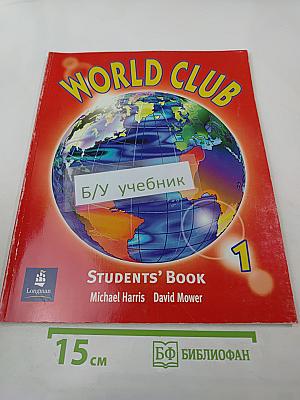 WORLD CLUB
Б/У учебник
1
STUDENTS' BOOK
Michael Harris David Mower
Longman
15 см
БФ БИБЛИОФАН